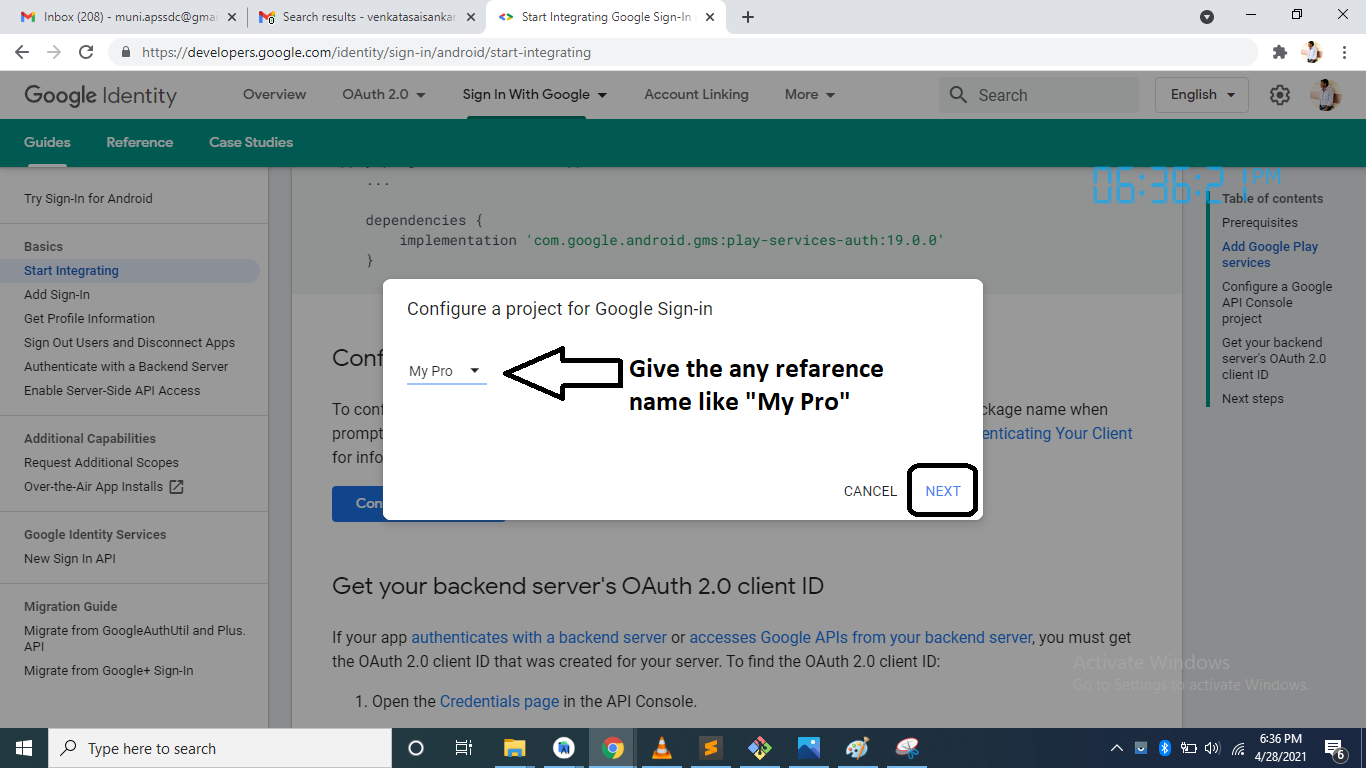 Inbox (208) - muni.apssdc@gmai
Search results - venkatasaisankar
Start Integrating Google Sign-In
https://developers.google.com/identity/sign-in/android/start-integrating
Google Identity
Overview
OAuth 2.0
Sign In With Google
Account Linking
More
Search
English
Guides
Reference
Case Studies
06:36:21 PM
Try Sign-In for Android
Basics
Start Integrating
Add Sign-In
Get Profile Information
Sign Out Users and Disconnect Apps
Authenticate with a Backend Server
Enable Server-Side API Access
Additional Capabilities
Request Additional Scopes
Over-the-Air App Installs
Google Identity Services
New Sign In API
Migration Guide
Migrate from GoogleAuthUtil and Plus.
API
Migrate from Google+ Sign-In
...
dependencies {
implementation 'com.google.android.gms:play-services-auth:19.0.0'
}
Configure a project for Google Sign-in
My Pro
Give the any refarence
name like "My Pro"
CANCEL
NEXT
Conf
To conf
ckage name when
prompt
enticating Your Client
for info
Con
Get your backend server's OAuth 2.0 client ID
If your app authenticates with a backend server or accesses Google APIs from your backend server, you must get
the OAuth 2.0 client ID that was created for your server. To find the OAuth 2.0 client ID:
1. Open the Credentials page in the API Console.
Table of contents
Prerequisites
Add Google Play
services
Configure a Google
API Console
project
Get your backend
server's OAuth 2.0
client ID
Next steps
Activate Windows
Go to Settings to activate Windows.
Type here to search
6:36 PM
4/28/2021
6